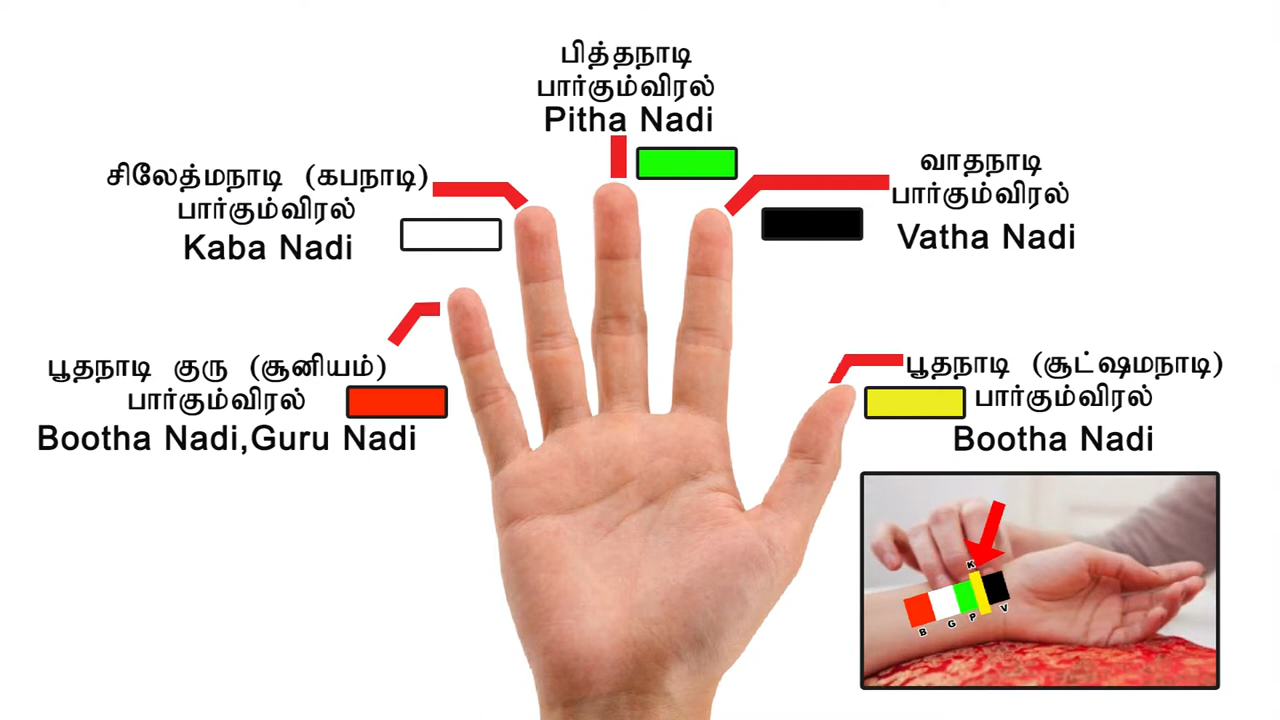 பித்தநாடி
பார்கும்விரல்
Pitha Nadi
சிலேத்மநாடி (கபநாடி)
பார்கும்விரல்
Kaba Nadi
வாதநாடி
பார்கும்விரல்
Vatha Nadi
பூதநாடி குரு (சூனியம்)
பார்கும்விரல்
Bootha Nadi,Guru Nadi
பூதநாடி (சூட்ஷமநாடி)
பார்கும்விரல்
Bootha Nadi
K
B G P V